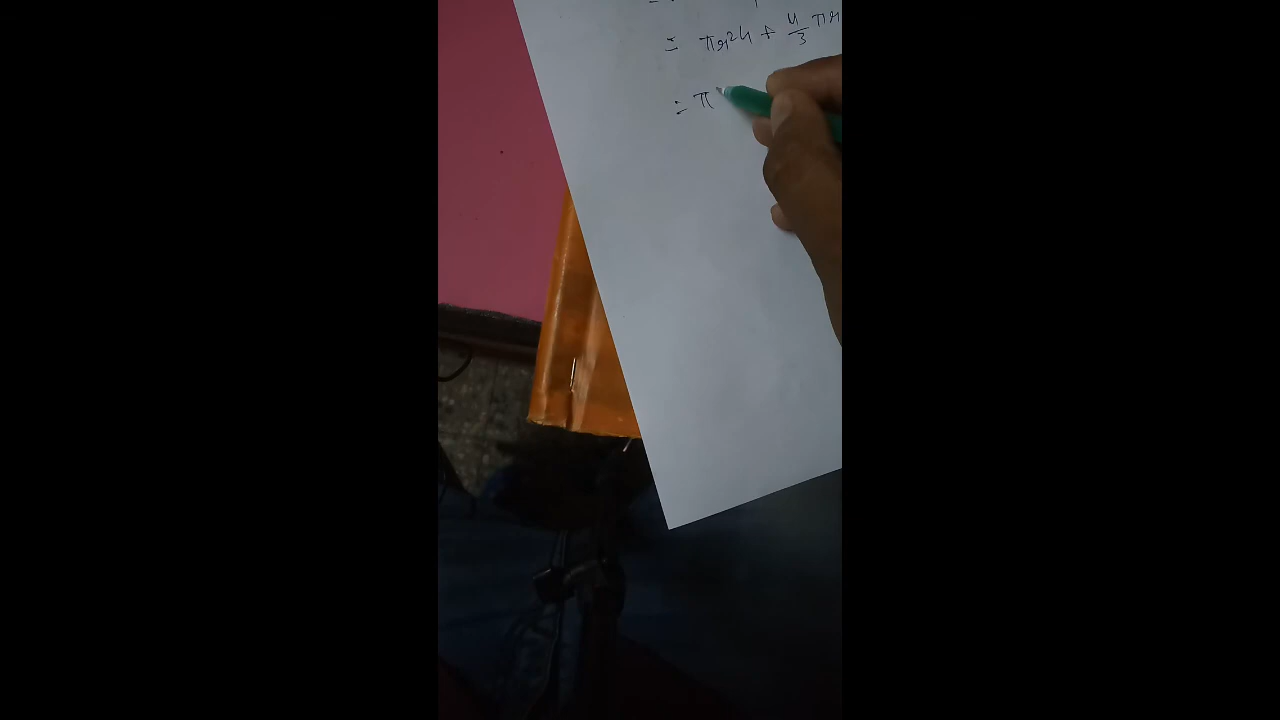 = πr²h + 4/3 πr
= π